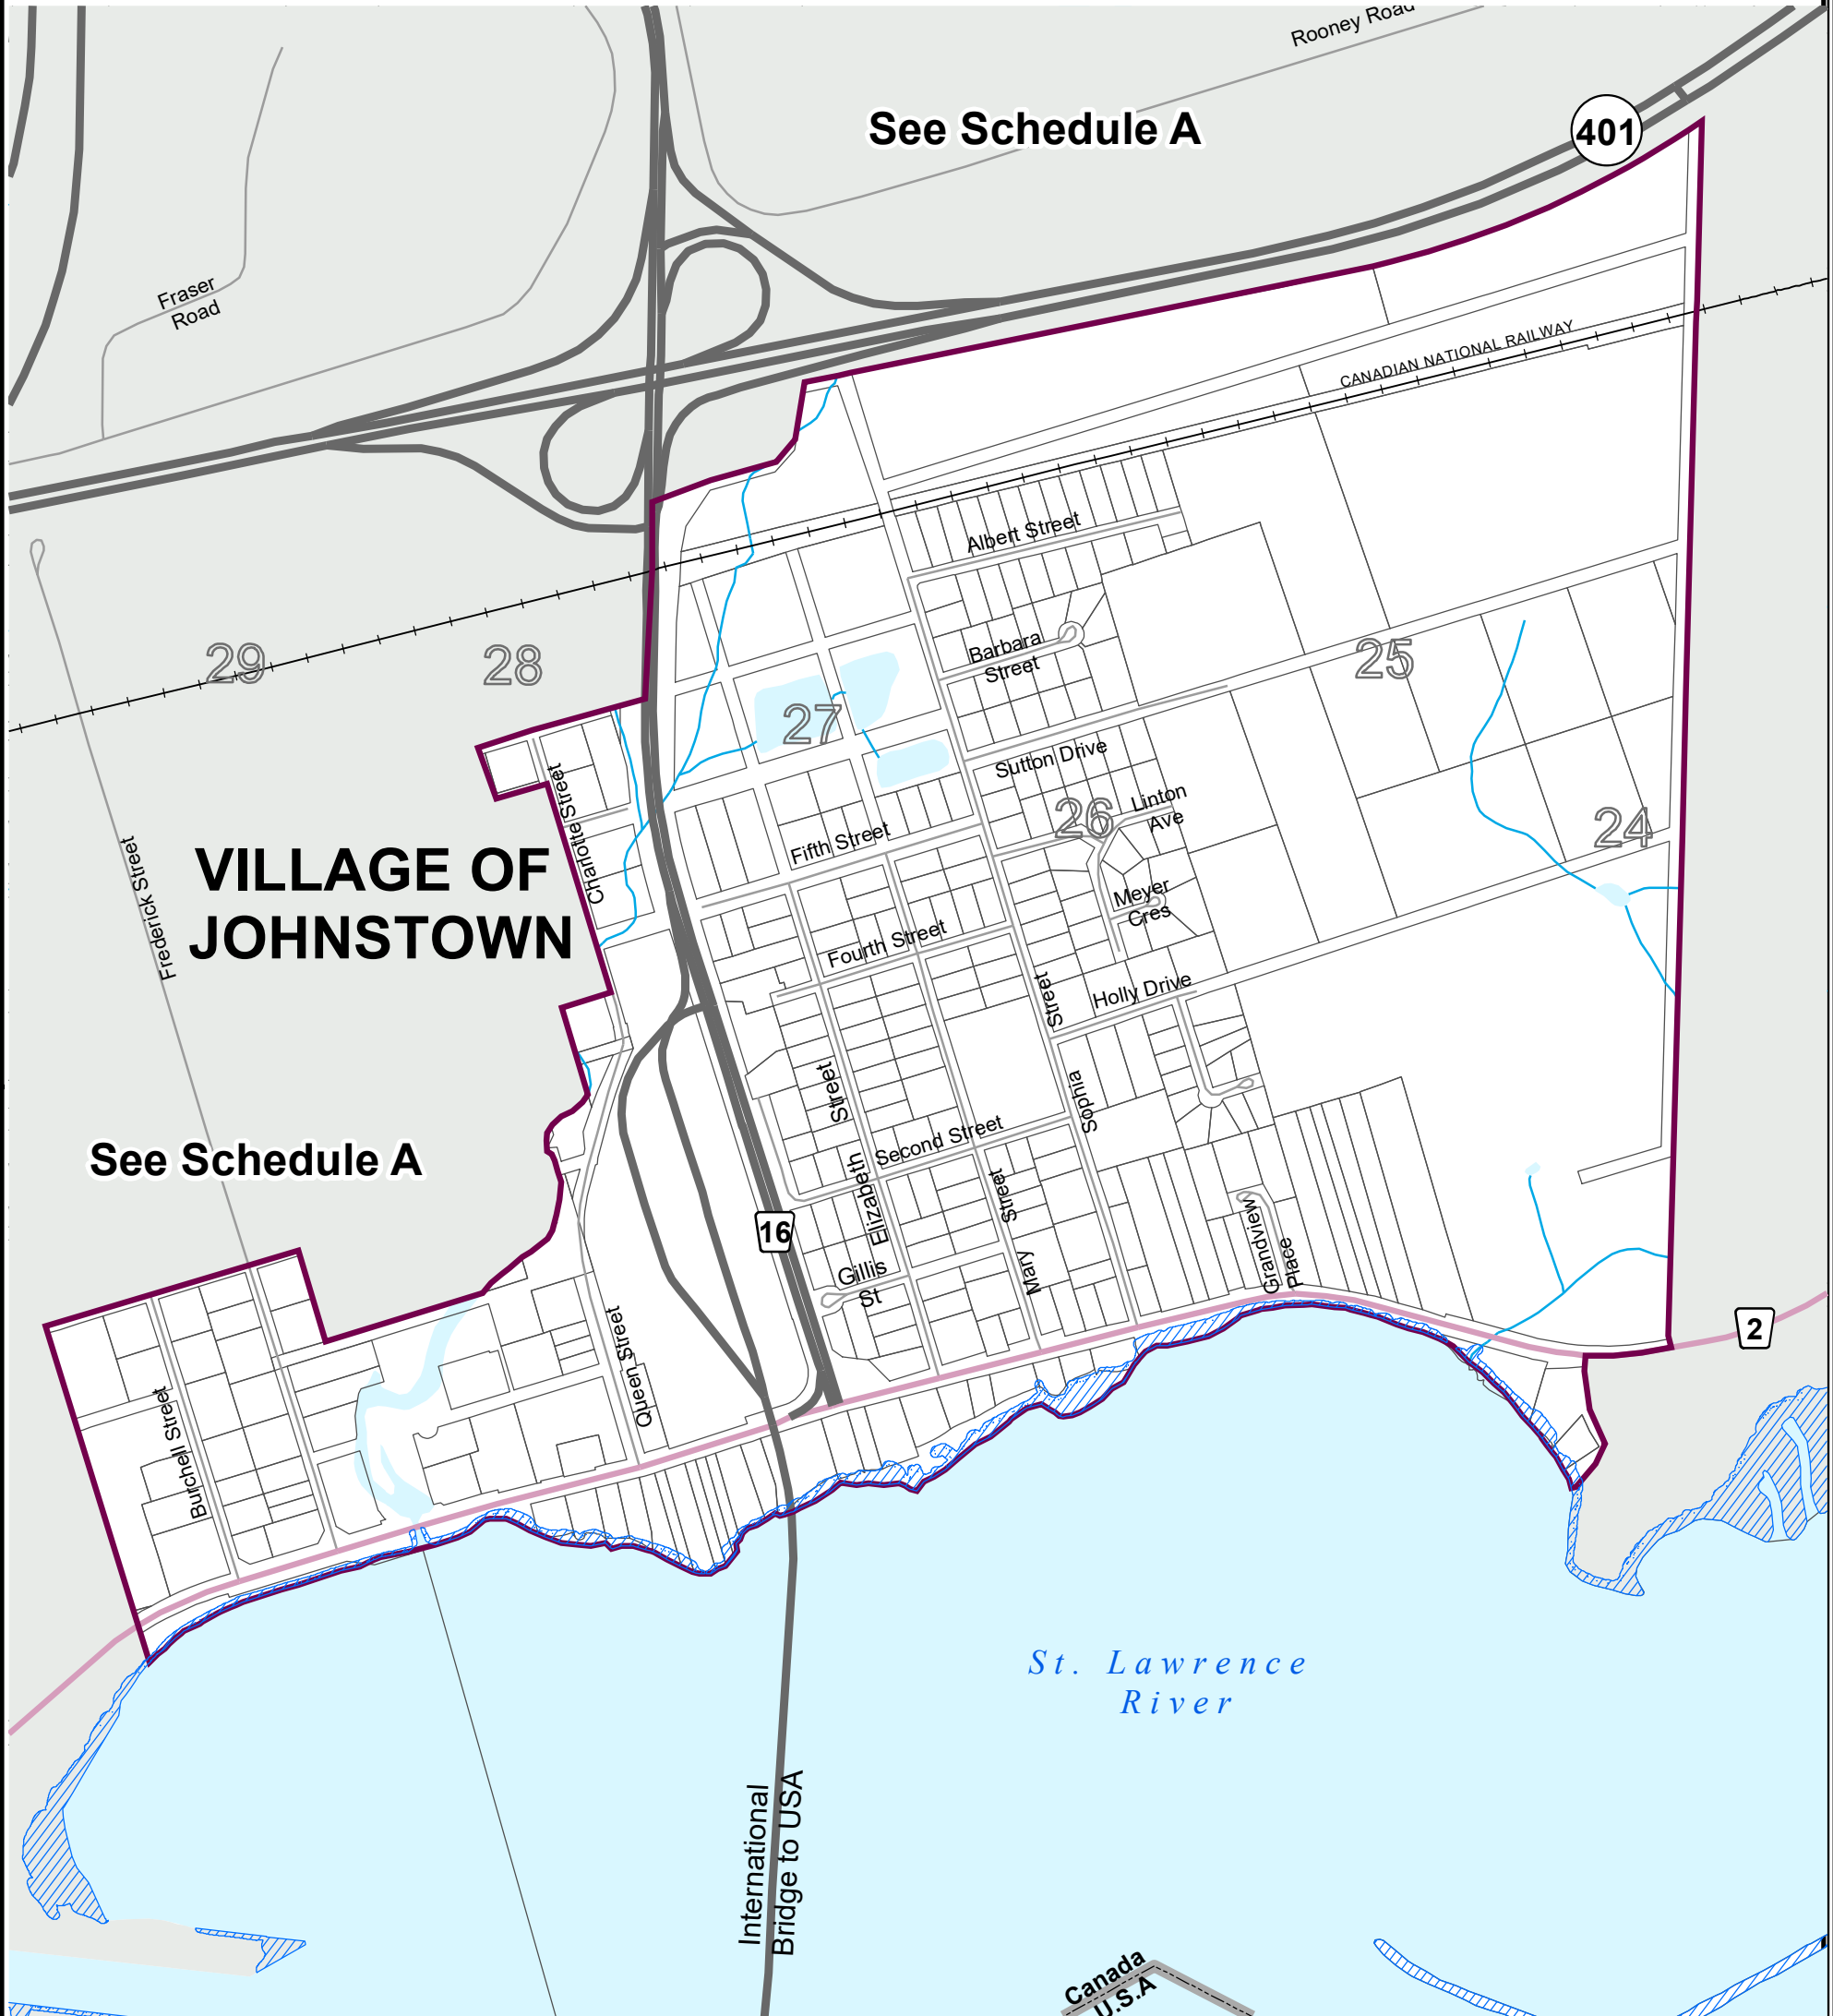 Rooney Road
See Schedule A
401
Fraser
Road
CANADIAN NATIONAL RAILWAY
Albert Street
29
28
Barbara
Street
25
27
Sutton Drive
Charlotte Street
Linton
Ave
26
24
Fifth Street
Frederick Street
VILLAGE OF
JOHNSTOWN
Meyer
Cres
Fourth Street
Holly Drive
Street
Sophia
Street
Elizabeth
Second Street
See Schedule A
16
Street
Mary
Grandview
Place
Gillis
St
2
Queen Street
Burchell Street
St. Lawrence
River
International
Bridge to USA
Canada
U.S.A